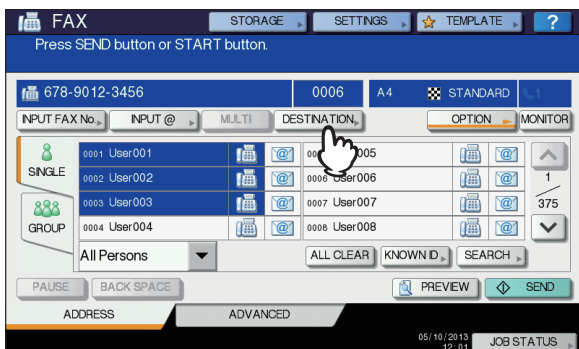 FAX STORAGE SETTINGS TEMPLATE ?
Press SEND button or START button.
678-9012-3456 0006 A4 STANDARD 1
INPUT FAX No. INPUT @ MULTI DESTINATION OPTION MONITOR
SINGLE
GROUP
0001 User001
0002 User002
0003 User003
0004 User004
005
0006 User006
0007 User007
0008 User008
1
375
All Persons ALL CLEAR KNOWN ID SEARCH
PAUSE BACK SPACE PREVIEW SEND
ADDRESS ADVANCED
05/10/2013
12:01
JOB STATUS